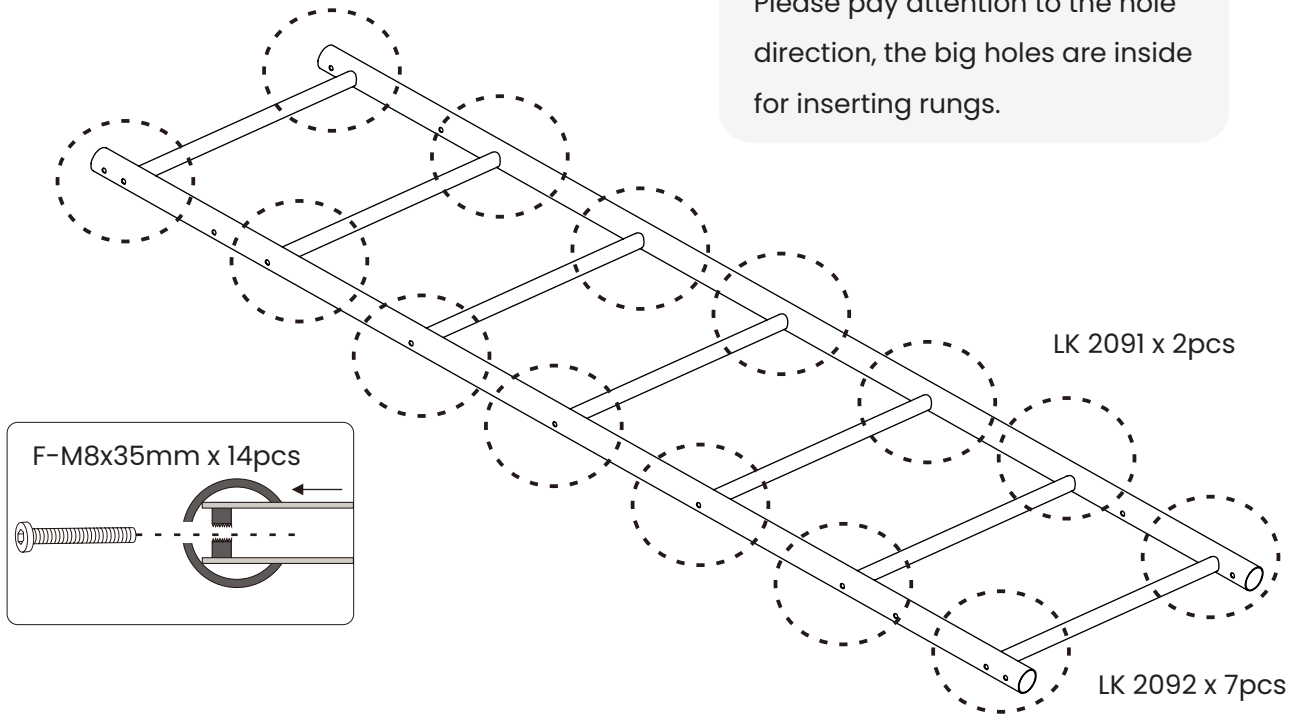 Please pay attention to the hole
direction, the big holes are inside
for inserting rungs.
LK 2091 x 2pcs
F-M8x35mm x 14pcs
LK 2092 x 7pcs